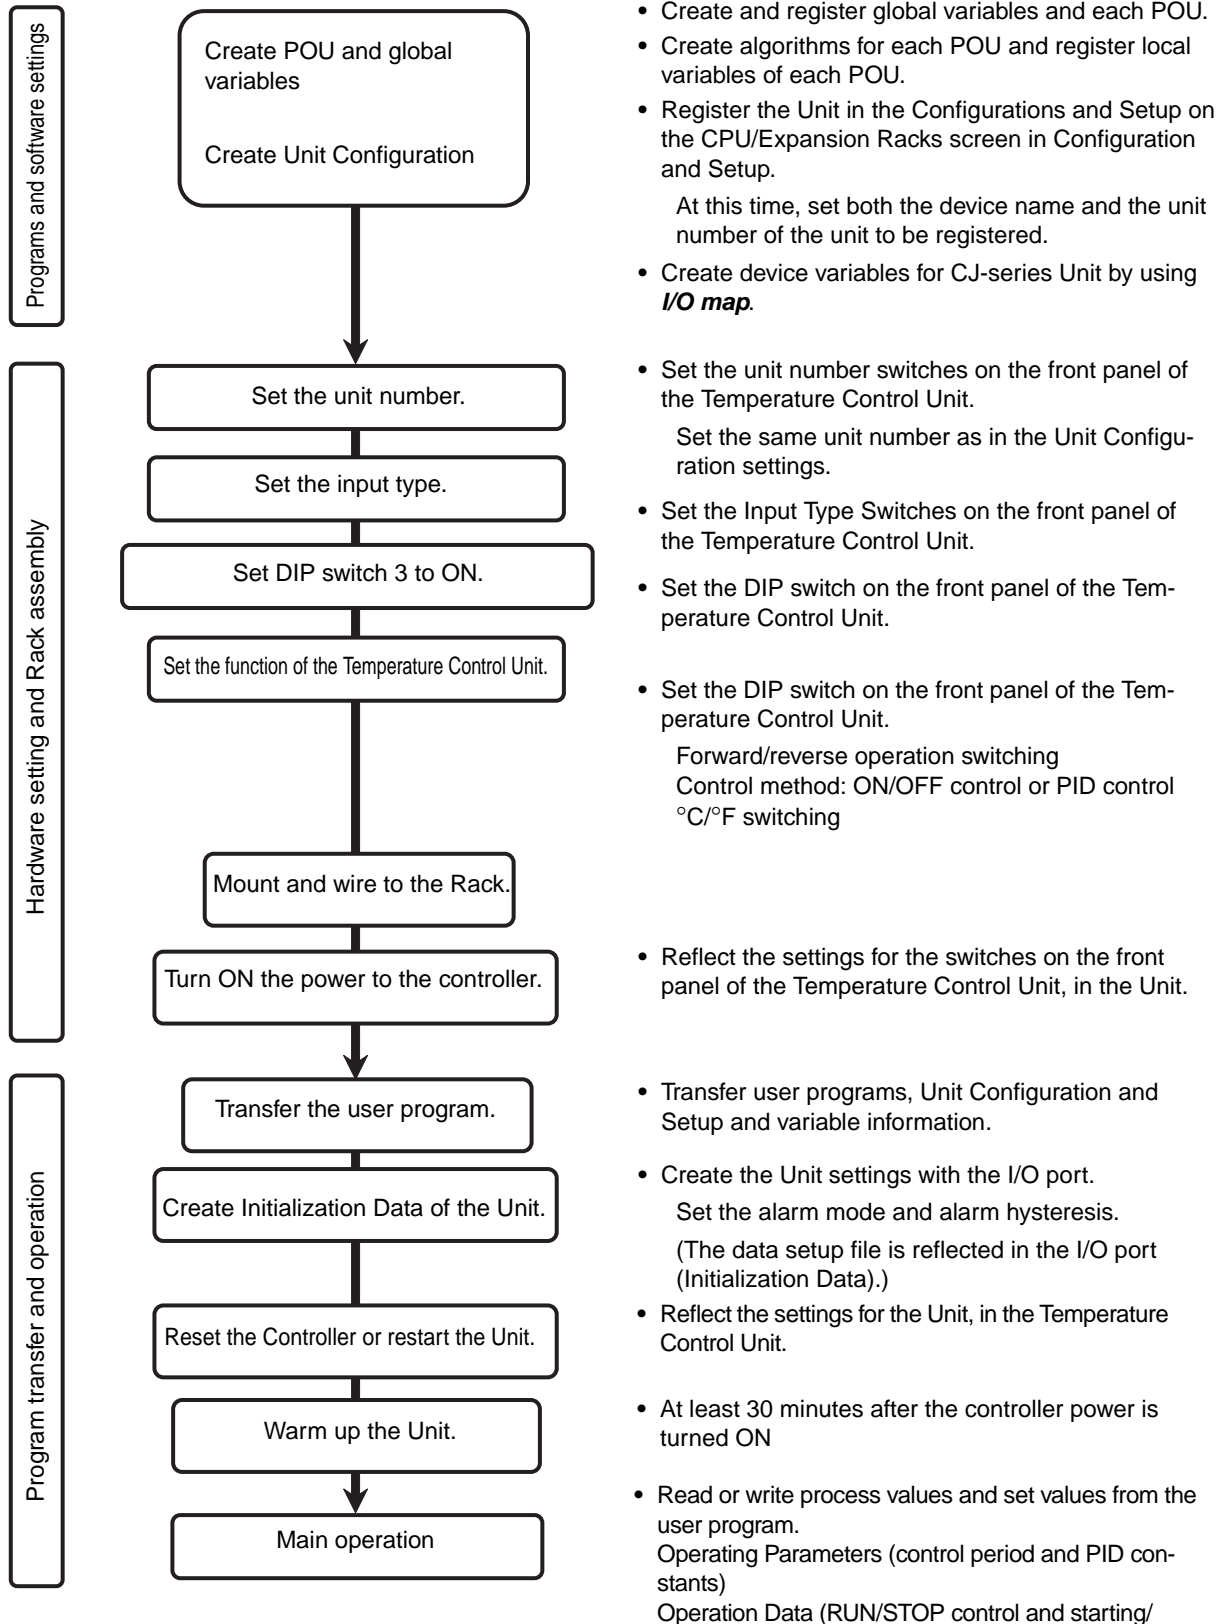 Programs and software settings
Create POU and global
variables
Create Unit Configuration
• Create and register global variables and each POU.
• Create algorithms for each POU and register local
variables of each POU.
• Register the Unit in the Configurations and Setup on
the CPU/Expansion Racks screen in Configuration
and Setup.
At this time, set both the device name and the unit
number of the unit to be registered.
• Create device variables for CJ-series Unit by using
I/O map.
Hardware setting and Rack assembly
Set the unit number.
• Set the unit number switches on the front panel of
the Temperature Control Unit.
Set the same unit number as in the Unit Configu-
ration settings.
Set the input type.
• Set the Input Type Switches on the front panel of
the Temperature Control Unit.
Set DIP switch 3 to ON.
• Set the DIP switch on the front panel of the Tem-
perature Control Unit.
Set the function of the Temperature Control Unit.
• Set the DIP switch on the front panel of the Tem-
perature Control Unit.
Forward/reverse operation switching
Control method: ON/OFF control or PID control
°C/°F switching
Mount and wire to the Rack.
Turn ON the power to the controller.
• Reflect the settings for the switches on the front
panel of the Temperature Control Unit, in the Unit.
Program transfer and operation
Transfer the user program.
• Transfer user programs, Unit Configuration and
Setup and variable information.
Create Initialization Data of the Unit.
• Create the Unit settings with the I/O port.
Set the alarm mode and alarm hysteresis.
(The data setup file is reflected in the I/O port
(Initialization Data).)
Reset the Controller or restart the Unit.
• Reflect the settings for the Unit, in the Temperature
Control Unit.
Warm up the Unit.
• At least 30 minutes after the controller power is
turned ON
Main operation
• Read or write process values and set values from the
user program.
Operating Parameters (control period and PID con-
stants)
Operation Data (RUN/STOP control and starting/